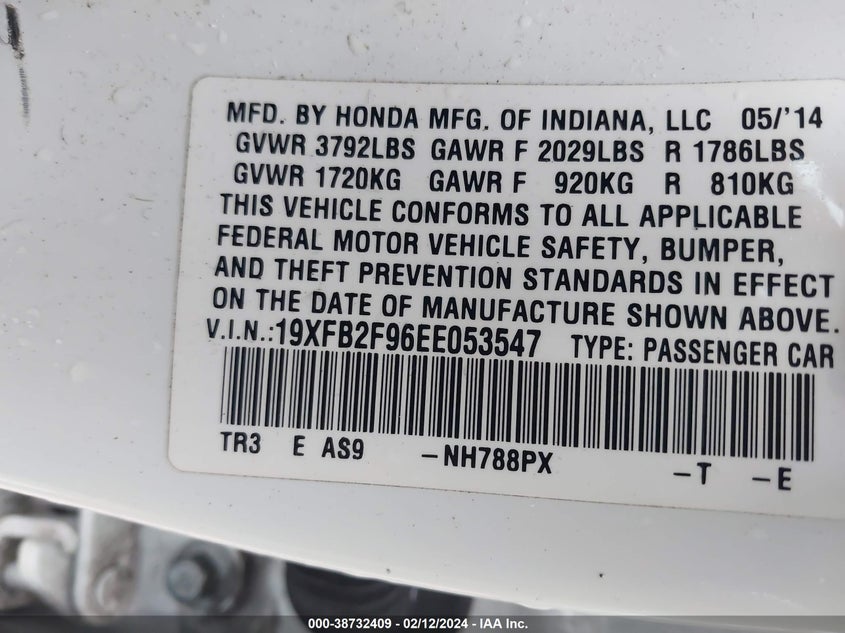 MFD. BY HONDA MFG. OF INDIANA, LLC 05/'14
GVWR 3792LBS GAWR F 2029LBS R 1786LBS
GVWR 1720KG GAWR F 920KG R 810KG
THIS VEHICLE CONFORMS TO ALL APPLICABLE
FEDERAL MOTOR VEHICLE SAFETY, BUMPER,
AND THEFT PREVENTION STANDARDS IN EFFECT
ON THE DATE OF MANUFACTURE SHOWN ABOVE.
V.I.N.:19XFB2F96EE053547 TYPE: PASSENGER CAR
TR3 E AS9 -NH788PX -T -E
000-38732409 - 02/12/2024 - IAA Inc.